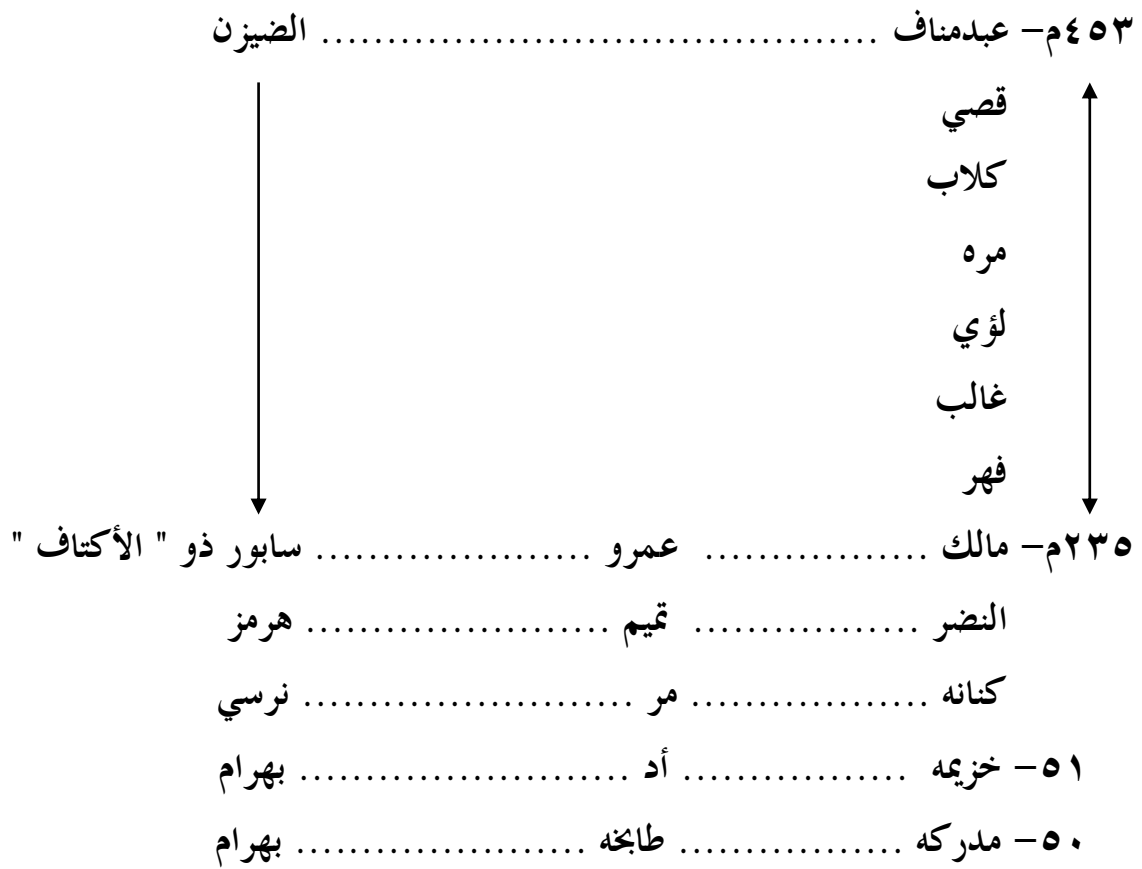 ٤٥٣م– عبدمناف ........................................... الضيزن
قصي
كلاب
مره
لؤي
غالب
فهر
٢٣٥م– مالك ................. عمرو ..................... سابور ذو " الأكتاف "
النضر ................. تميم ....................... هرمز
كنانه .................. مر ......................... نرسي
٥١– خزيمه ................. أد ......................... بهرام
٥٠– مدركه ................. طابخه ...................... بهرام